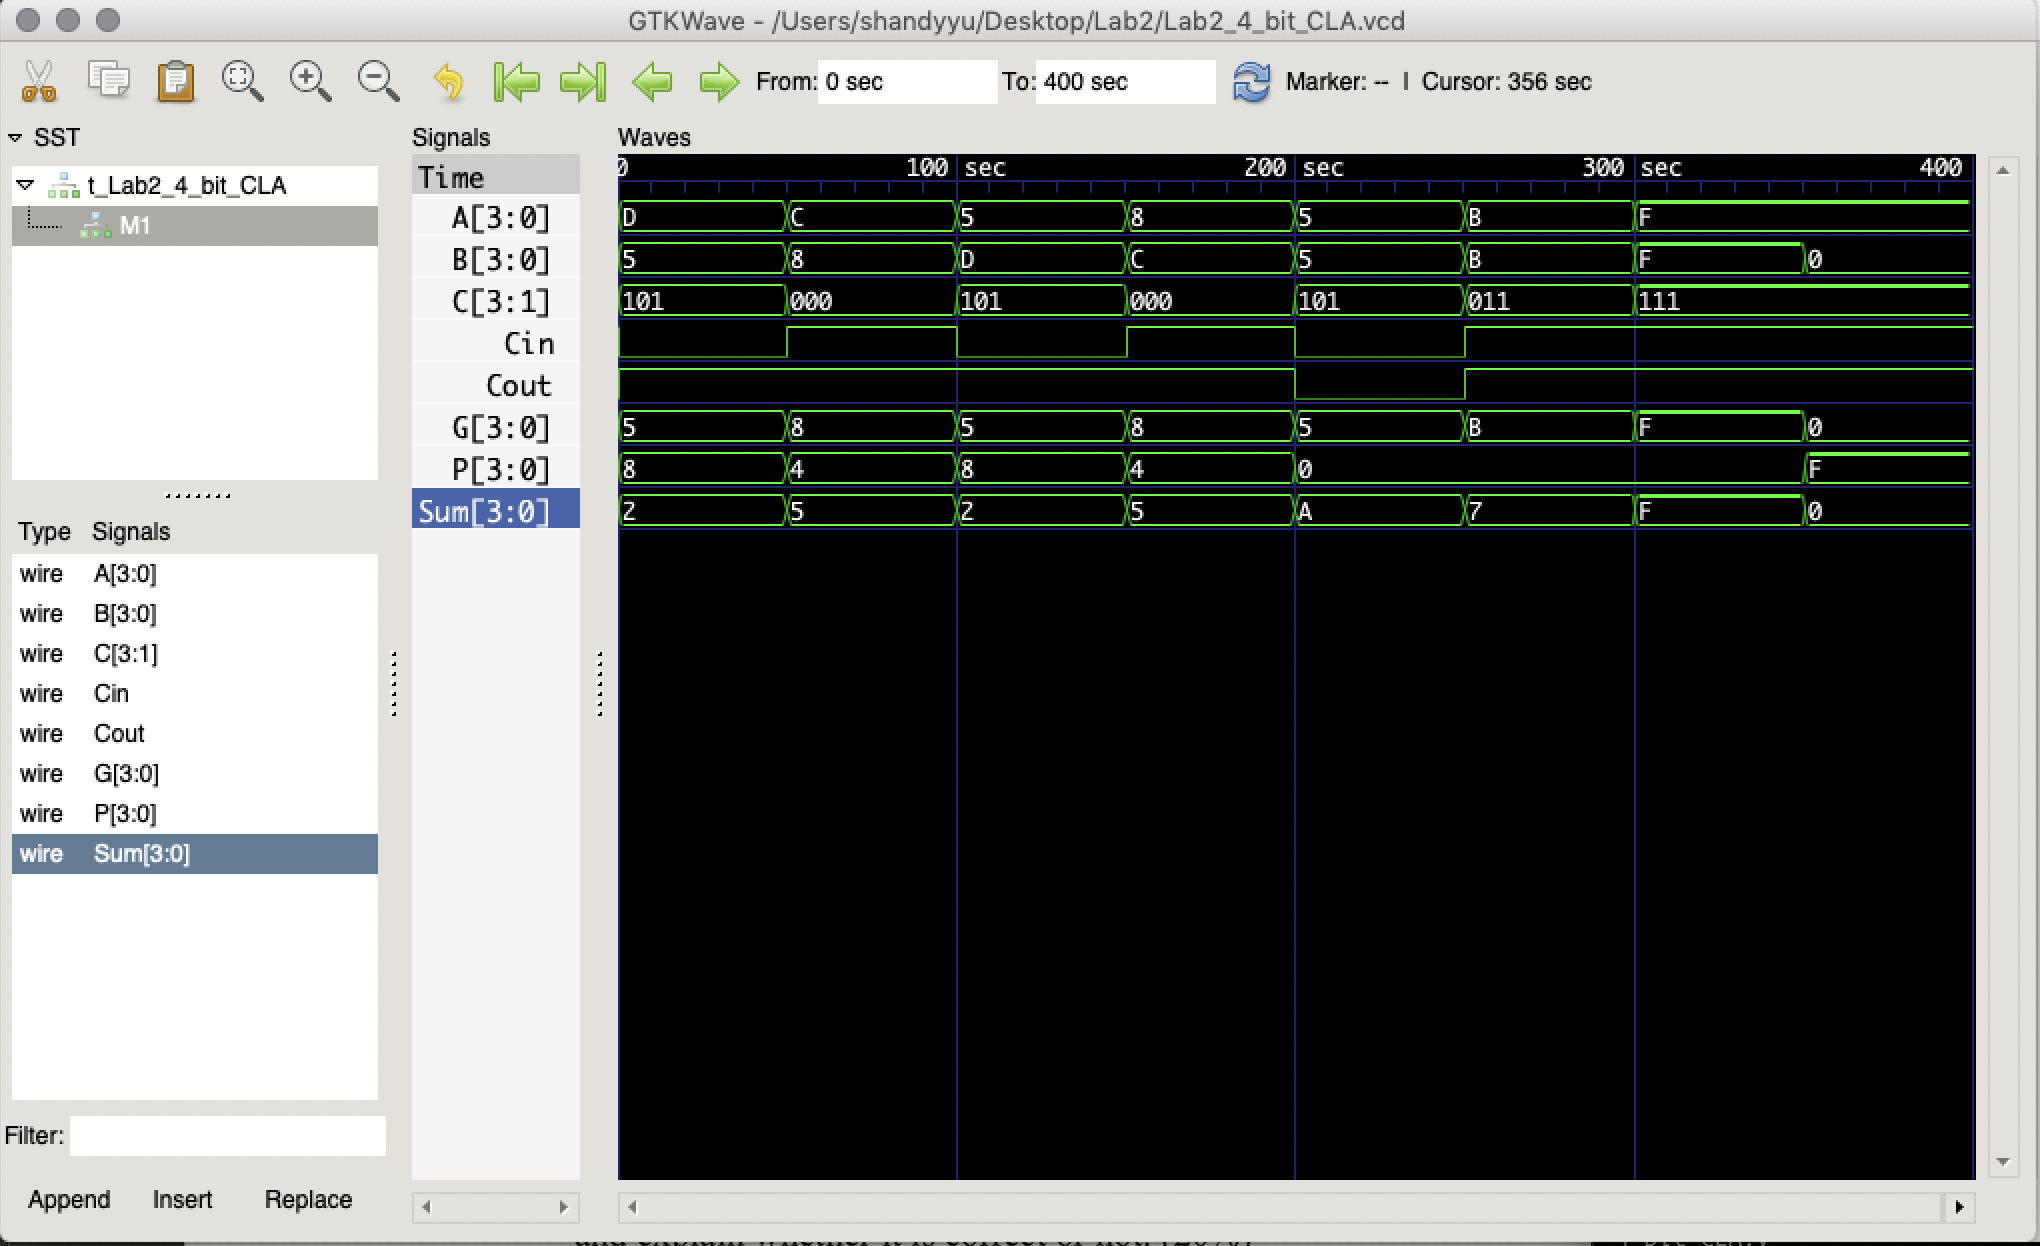 GTKWave - /Users/shandyyu/Desktop/Lab2/Lab2_4_bit_CLA.vcd
From: 0 sec To: 400 sec Marker: -- | Cursor: 356 sec
SST
t_Lab2_4_bit_CLA
M1
Type Signals
wire A[3:0]
wire B[3:0]
wire C[3:1]
wire Cin
wire Cout
wire G[3:0]
wire P[3:0]
wire Sum[3:0]
Filter:
Append Insert Replace
Signals
Time
A[3:0]
B[3:0]
C[3:1]
Cin
Cout
G[3:0]
P[3:0]
Sum[3:0]
Waves
0 100 sec 200 sec 300 sec 400
D C 5 8 5 B F
5 8 D C 5 B F 0
101 000 101 000 101 011 111
5 8 5 8 5 B F 0
8 4 8 4 0 F
2 5 2 5 A 7 F 0